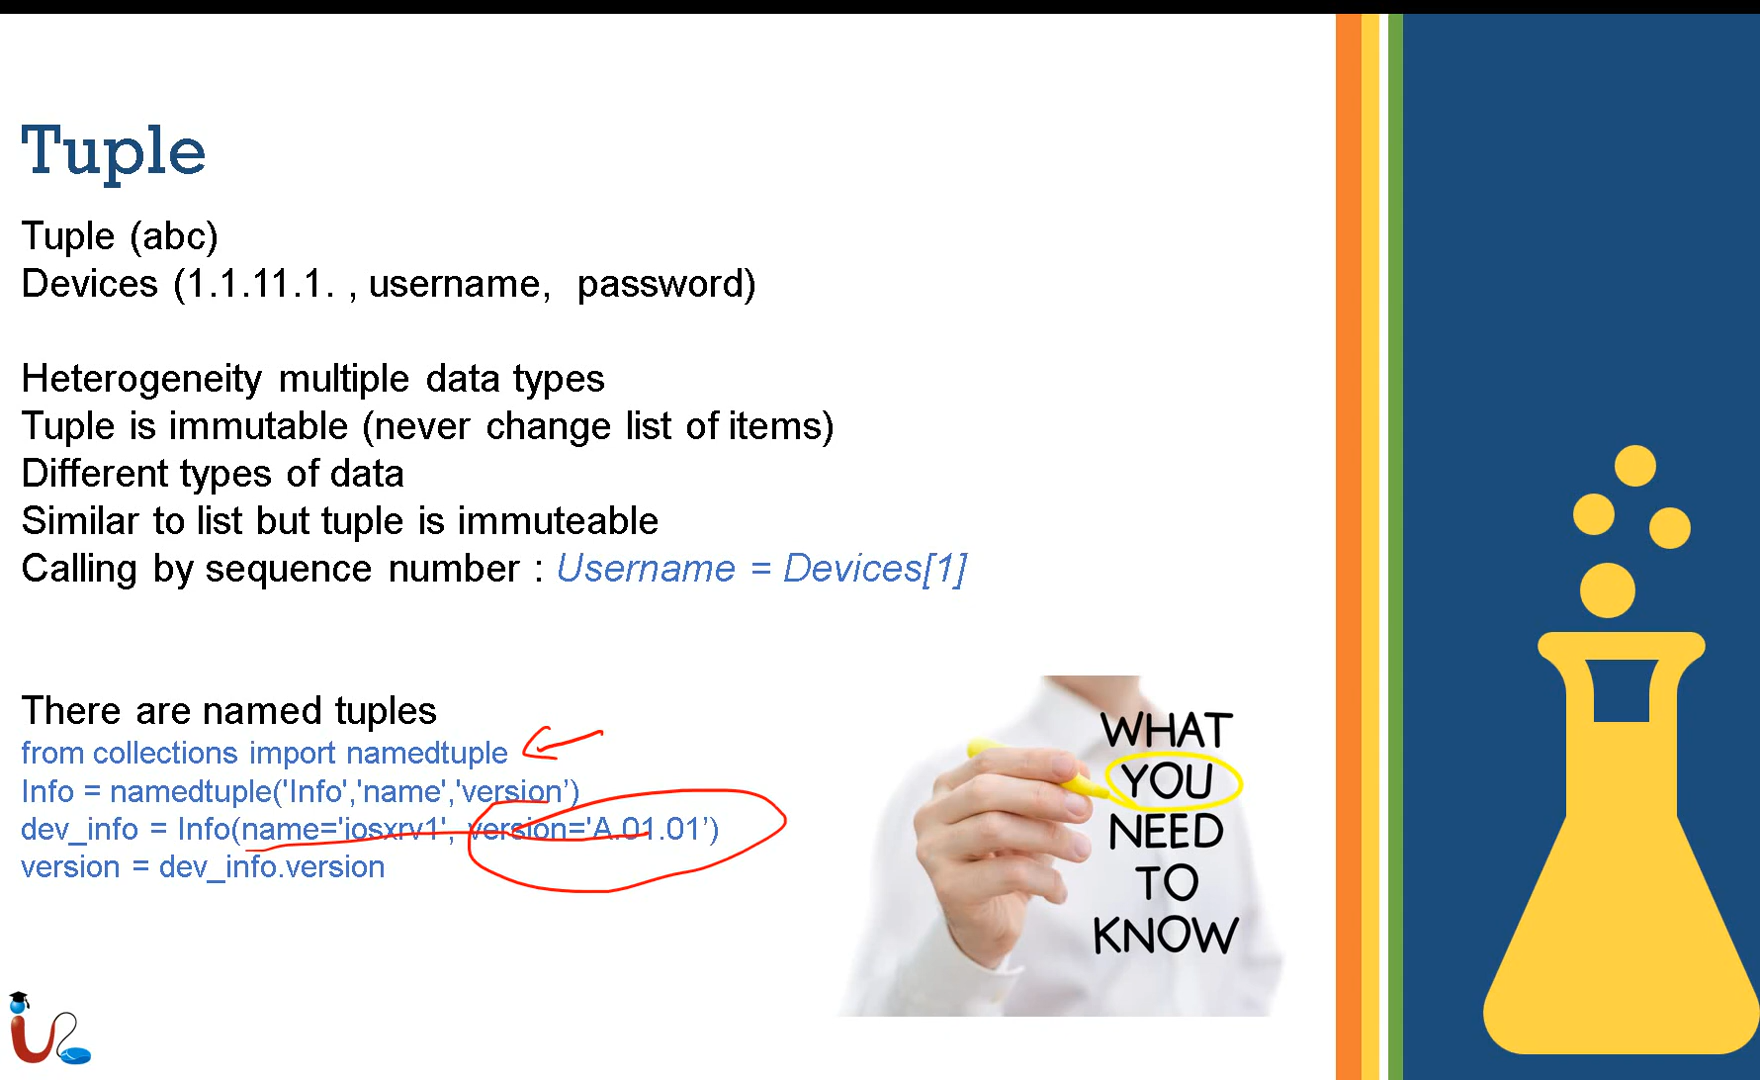 Tuple
Tuple (abc)
Devices (1.1.11.1. , username, password)
Heterogeneity multiple data types
Tuple is immutable (never change list of items)
Different types of data
Similar to list but tuple is immuteable
Calling by sequence number : Username = Devices[1]
There are named tuples
from collections import namedtuple
Info = namedtuple('Info','name','version’)
dev_info = Info(name='iosxrv1', version='A.01.01’)
version = dev_info.version
WHAT
YOU
NEED
TO
KNOW